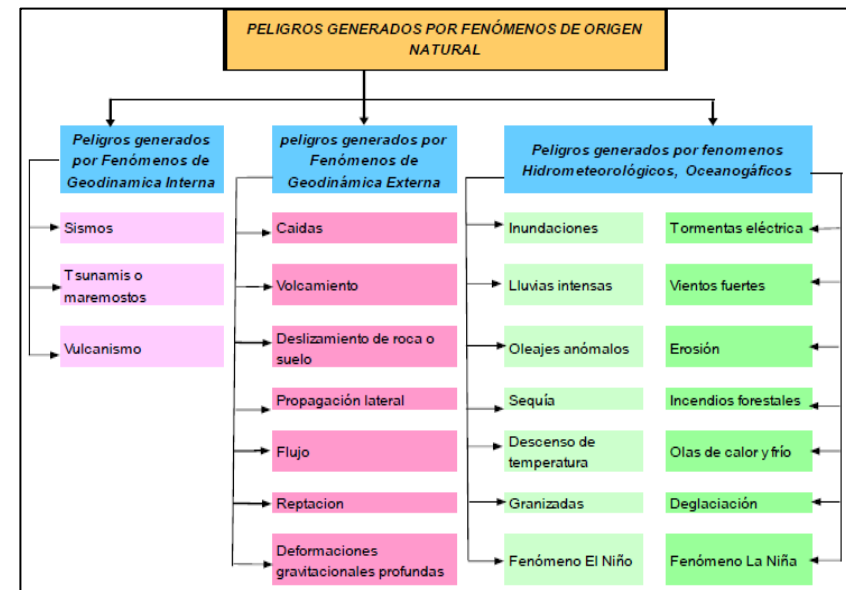 PELIGROS GENERADOS POR FENÓMENOS DE ORIGEN
NATURAL
Peligros generados
por Fenómenos de
Geodinamica Interna
Sismos
Tsunamis o
maremostos
Vulcanismo
peligros generados por
Fenómenos de
Geodinámica Externa
Caidas
Volcamiento
Deslizamiento de roca o
suelo
Propagación lateral
Flujo
Reptacion
Deformaciones
gravitacionales profundas
Peligros generados por fenomenos
Hidrometeorológicos, Oceanogáficos
Inundaciones
Lluvias intensas
Oleajes anómalos
Sequía
Descenso de
temperatura
Granizadas
Fenómeno El Niño
Tormentas eléctrica
Vientos fuertes
Erosión
Incendios forestales
Olas de calor y frío
Deglaciación
Fenómeno La Niña